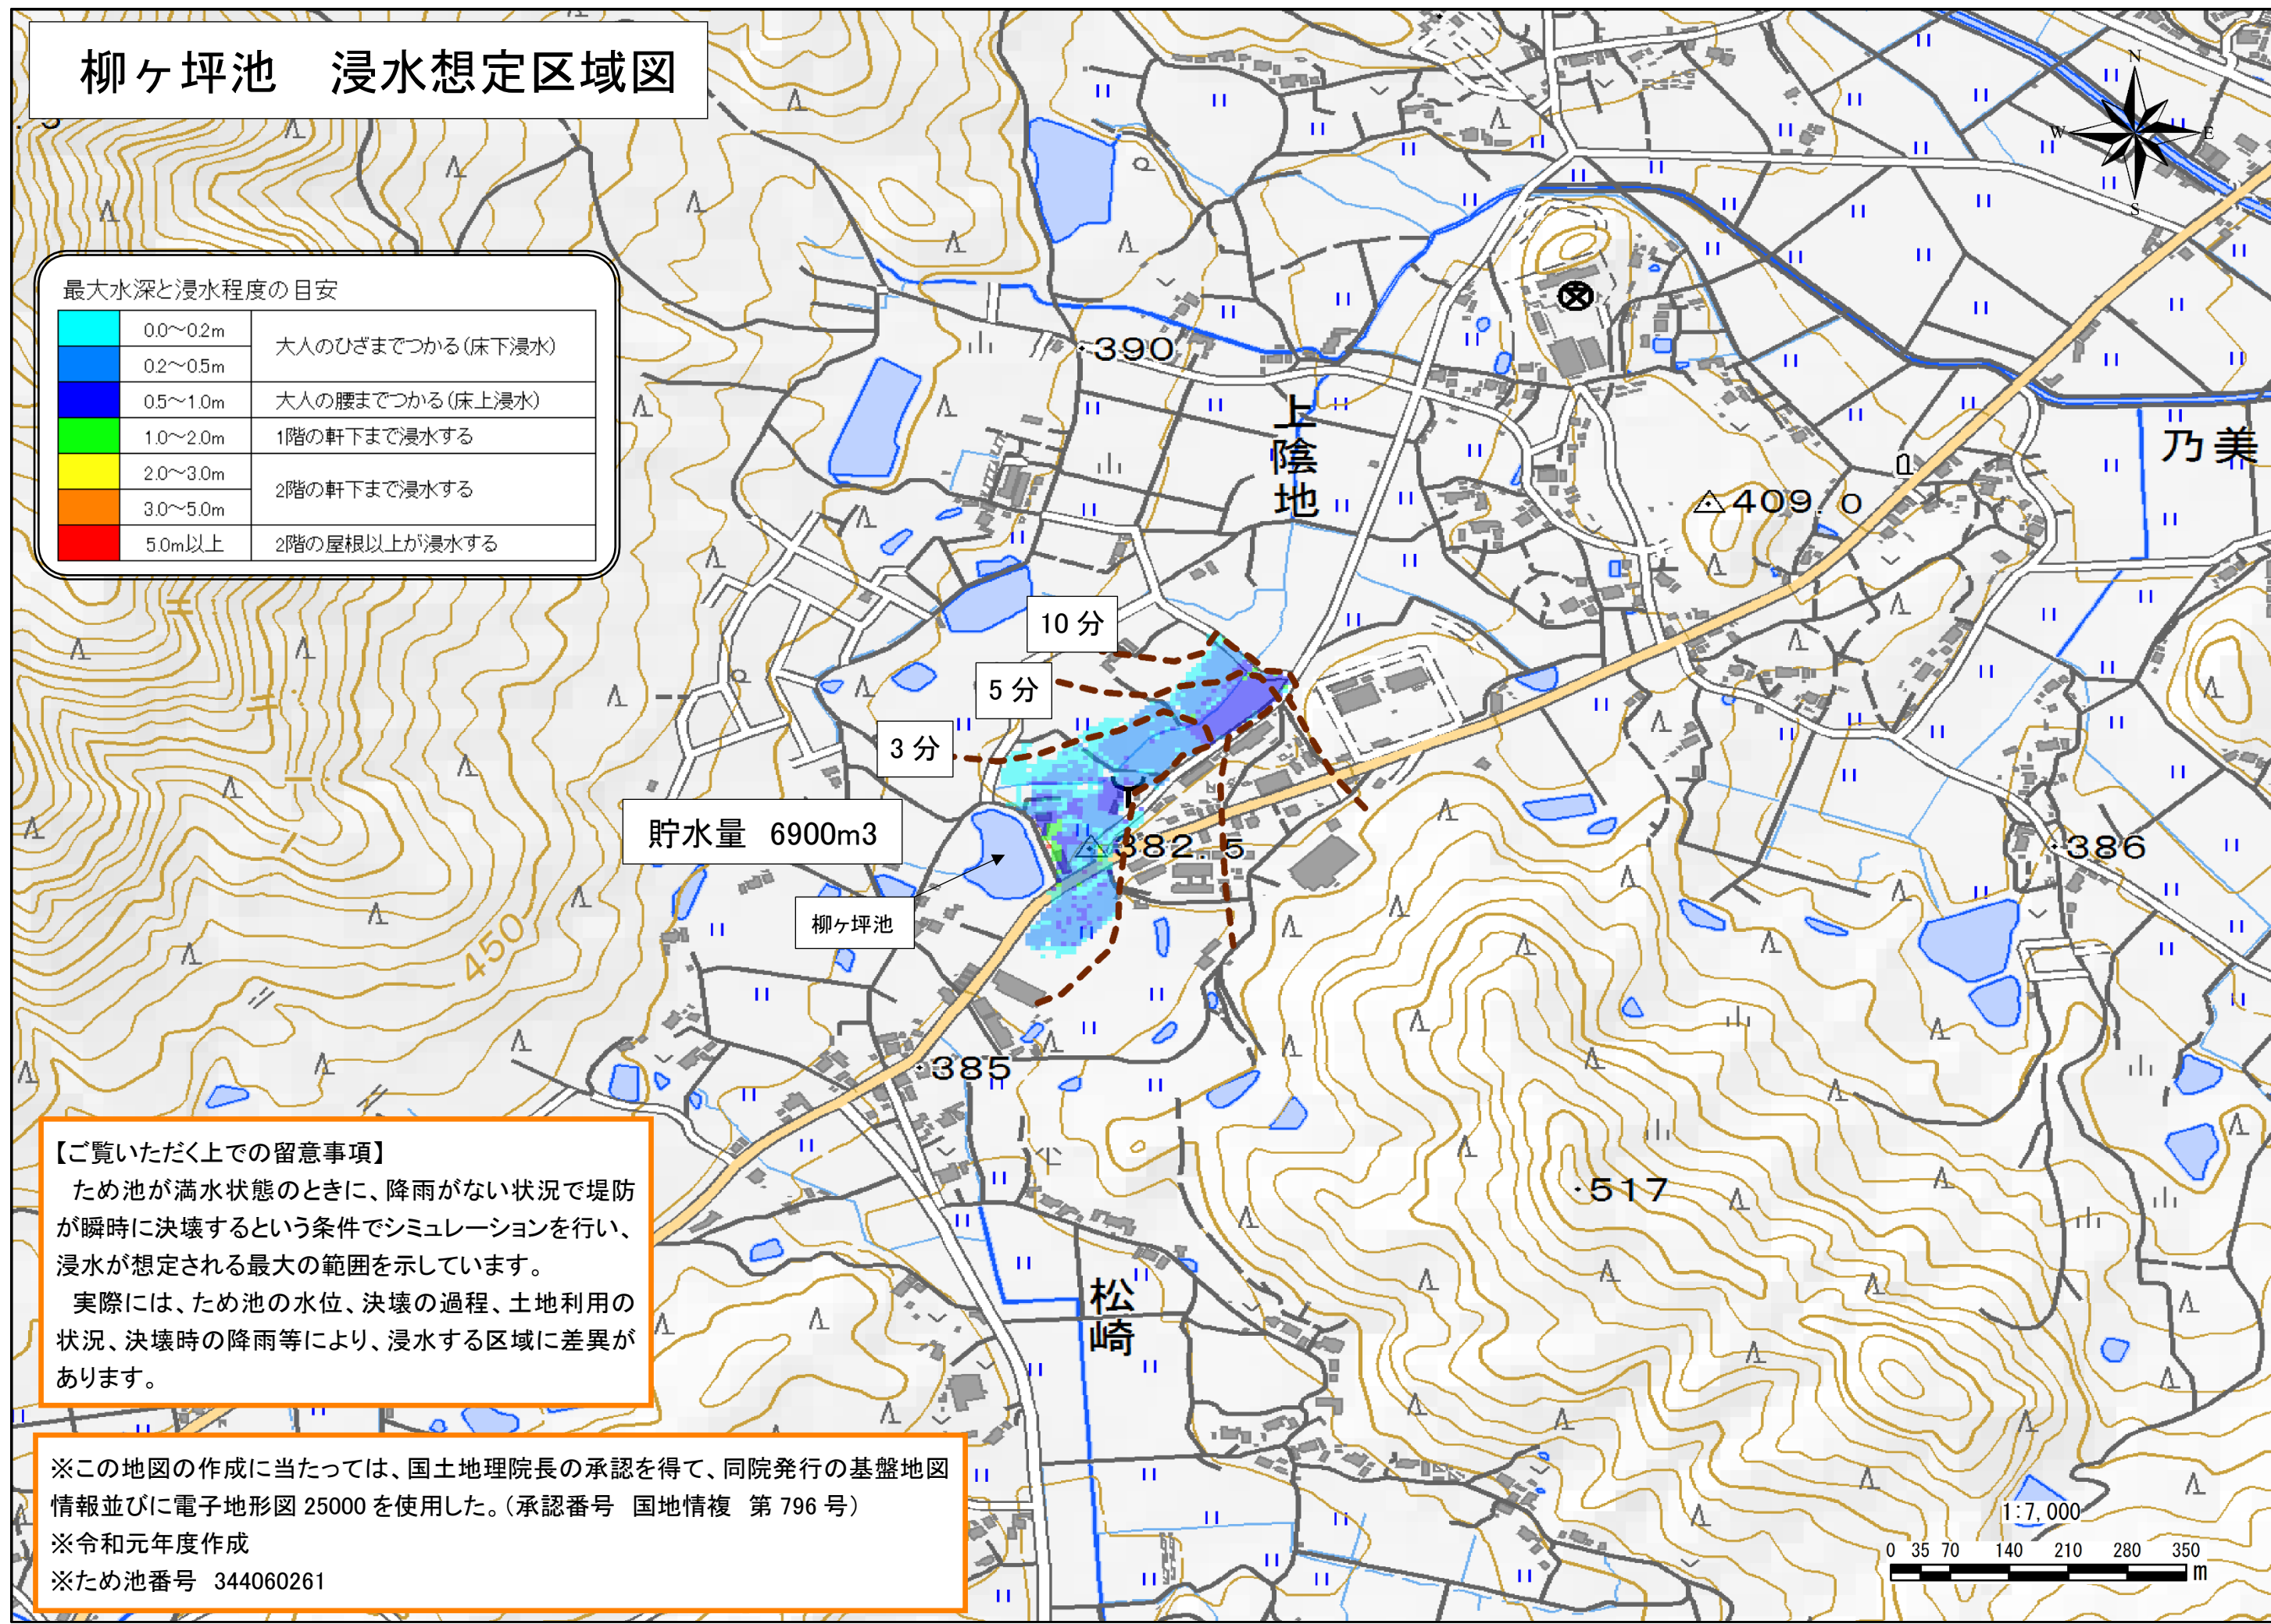 柳ヶ坪池　浸水想定区域図
N
W
E
S
最大水深と浸水程度の目安
0.0～0.2m
大人のひざまでつかる(床下浸水)
0.2～0.5m
0.5～1.0m
大人の腰までつかる(床上浸水)
1.0～2.0m
1階の軒下まで浸水する
2.0～3.0m
2階の軒下まで浸水する
3.0～5.0m
5.0m以上
2階の屋根以上が浸水する
390
上陰地
乃美
409.0
10分
5分
3分
貯水量　6900m3
382.5
386
柳ヶ坪池
450
385
517
松崎
【ご覧いただく上での留意事項】
ため池が満水状態のときに、降雨がない状況で堤防
が瞬時に決壊するという条件でシミュレーションを行い、
浸水が想定される最大の範囲を示しています。
実際には、ため池の水位、決壊の過程、土地利用の
状況、決壊時の降雨等により、浸水する区域に差異が
あります。
※この地図の作成に当たっては、国土地理院長の承認を得て、同院発行の基盤地図
情報並びに電子地形図 25000 を使用した。(承認番号　国地情複　第 796 号)
※令和元年度作成
※ため池番号　344060261
1:7,000
0 35 70 140 210 280 350
m